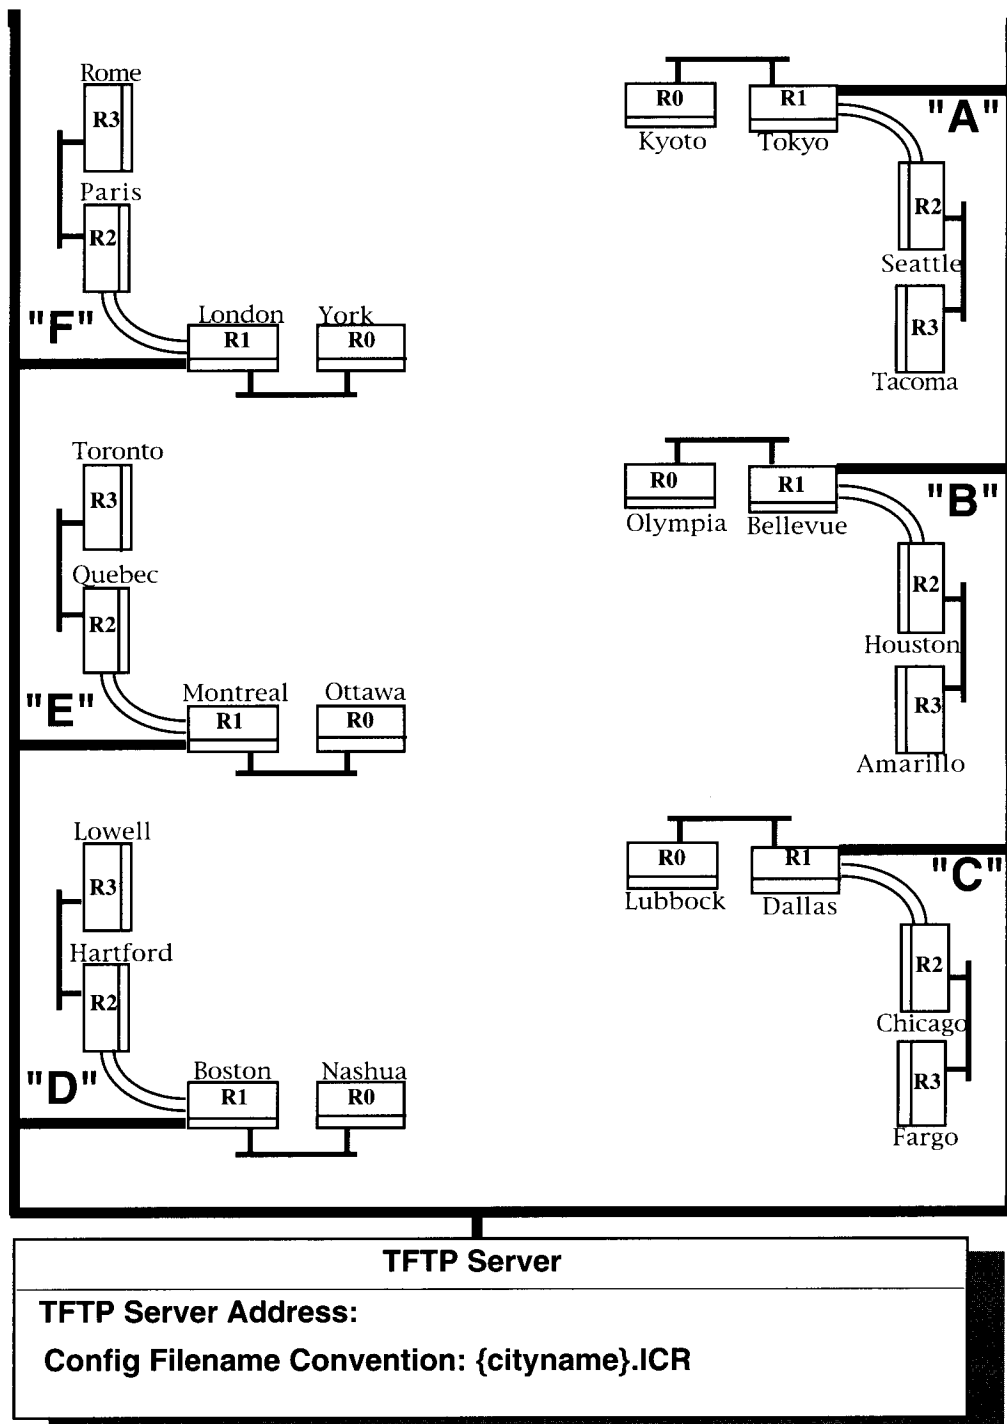 Rome
R3
Paris
R2
"F"
London
R1
York
R0
Toronto
R3
Quebec
R2
"E"
Montreal
R1
Ottawa
R0
Lowell
R3
Hartford
R2
"D"
Boston
R1
Nashua
R0
R0
Kyoto
R1
Tokyo
"A"
R2
Seattle
R3
Tacoma
R0
Olympia
R1
Bellevue
"B"
R2
Houston
R3
Amarillo
R0
Lubbock
R1
Dallas
"C"
R2
Chicago
R3
Fargo
TFTP Server
TFTP Server Address:
Config Filename Convention: {cityname}.ICR